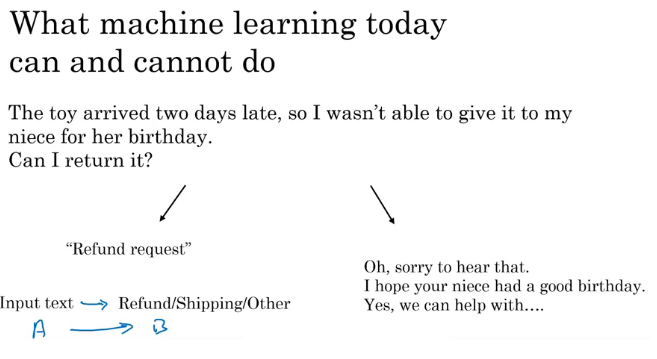 What machine learning today
can and cannot do
The toy arrived two days late, so I wasn't able to give it to my
niece for her birthday.
Can I return it?
“Refund request”
Input text → Refund/Shipping/Other
A → B
Oh, sorry to hear that.
I hope your niece had a good birthday.
Yes, we can help with....